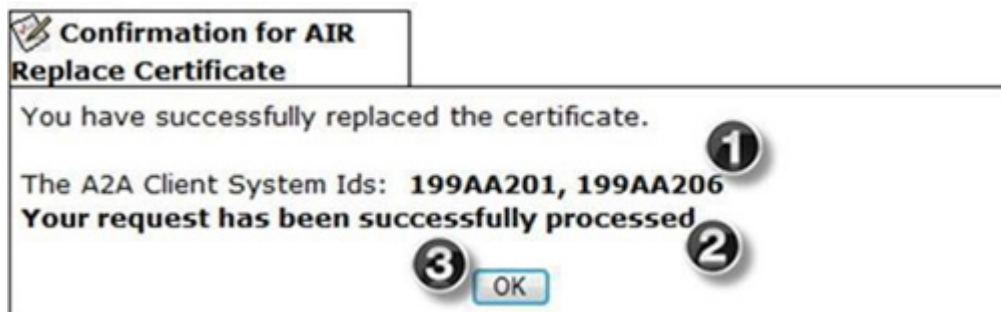 Confirmation for AIR
Replace Certificate
You have successfully replaced the certificate.
1
The A2A Client System Ids: 199AA201, 199AA206
Your request has been successfully processed
2
3
OK